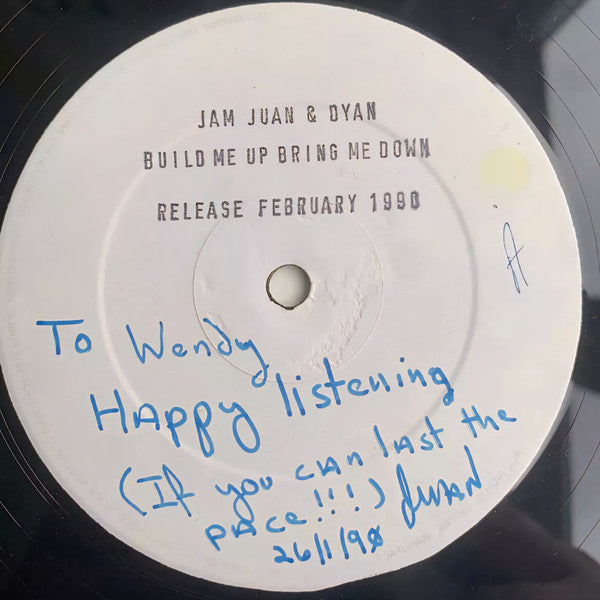 JAM JUAN & DYAN
BUILD ME UP BRING ME DOWN
RELEASE FEBRUARY 1990
A
To Wendy
HAppy listening
(If you can last the
pace!!!) JUAN
26/1/90